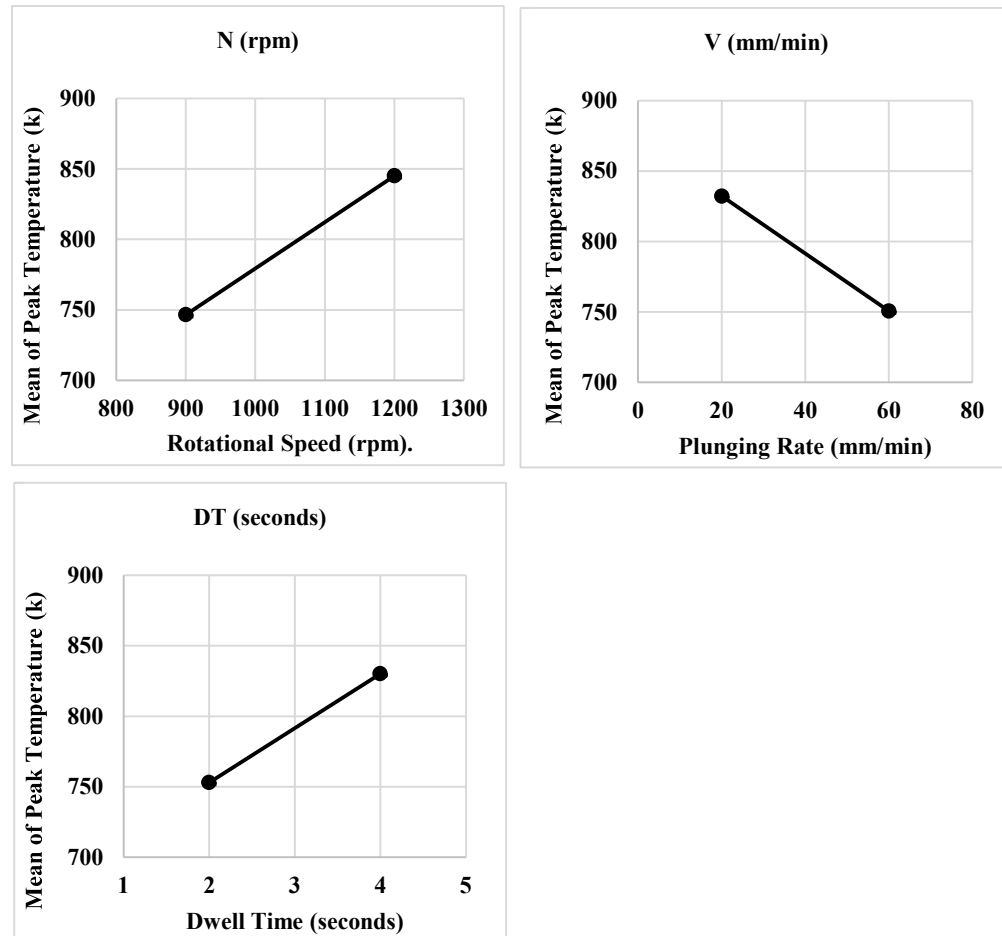 N (rpm)
Mean of Peak Temperature (k)
900
850
800
750
700
800 900 1000 1100 1200 1300
Rotational Speed (rpm).
V (mm/min)
Mean of Peak Temperature (k)
900
850
800
750
700
0 20 40 60 80
Plunging Rate (mm/min)
DT (seconds)
Mean of Peak Temperature (k)
900
850
800
750
700
1 2 3 4 5
Dwell Time (seconds)